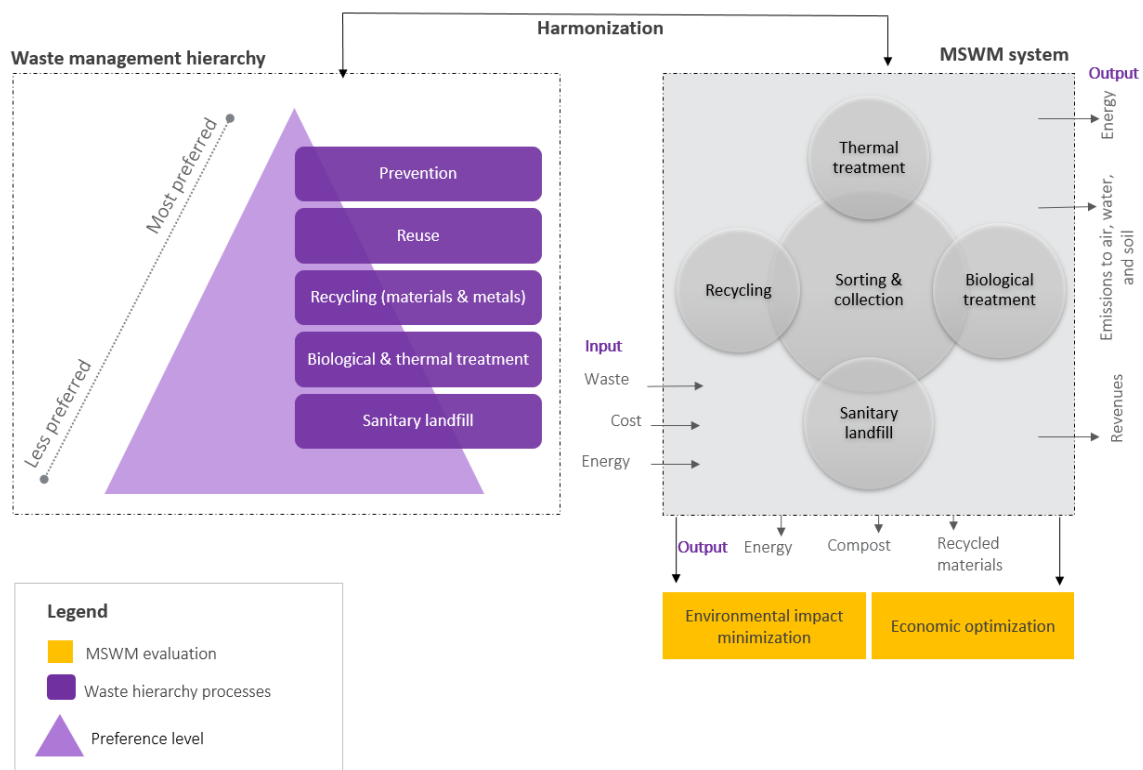 Harmonization
Waste management hierarchy
Most preferred
Less preferred
Prevention
Reuse
Recycling (materials & metals)
Biological & thermal treatment
Sanitary landfill
MSWM system
Output
Energy
Emissions to air, water,
and soil
Revenues
Thermal
treatment
Recycling
Sorting &
collection
Biological
treatment
Sanitary
landfill
Input
Waste
Cost
Energy
Output
Energy
Compost
Recycled
materials
Environmental impact
minimization
Economic optimization
Legend
MSWM evaluation
Waste hierarchy processes
Preference level